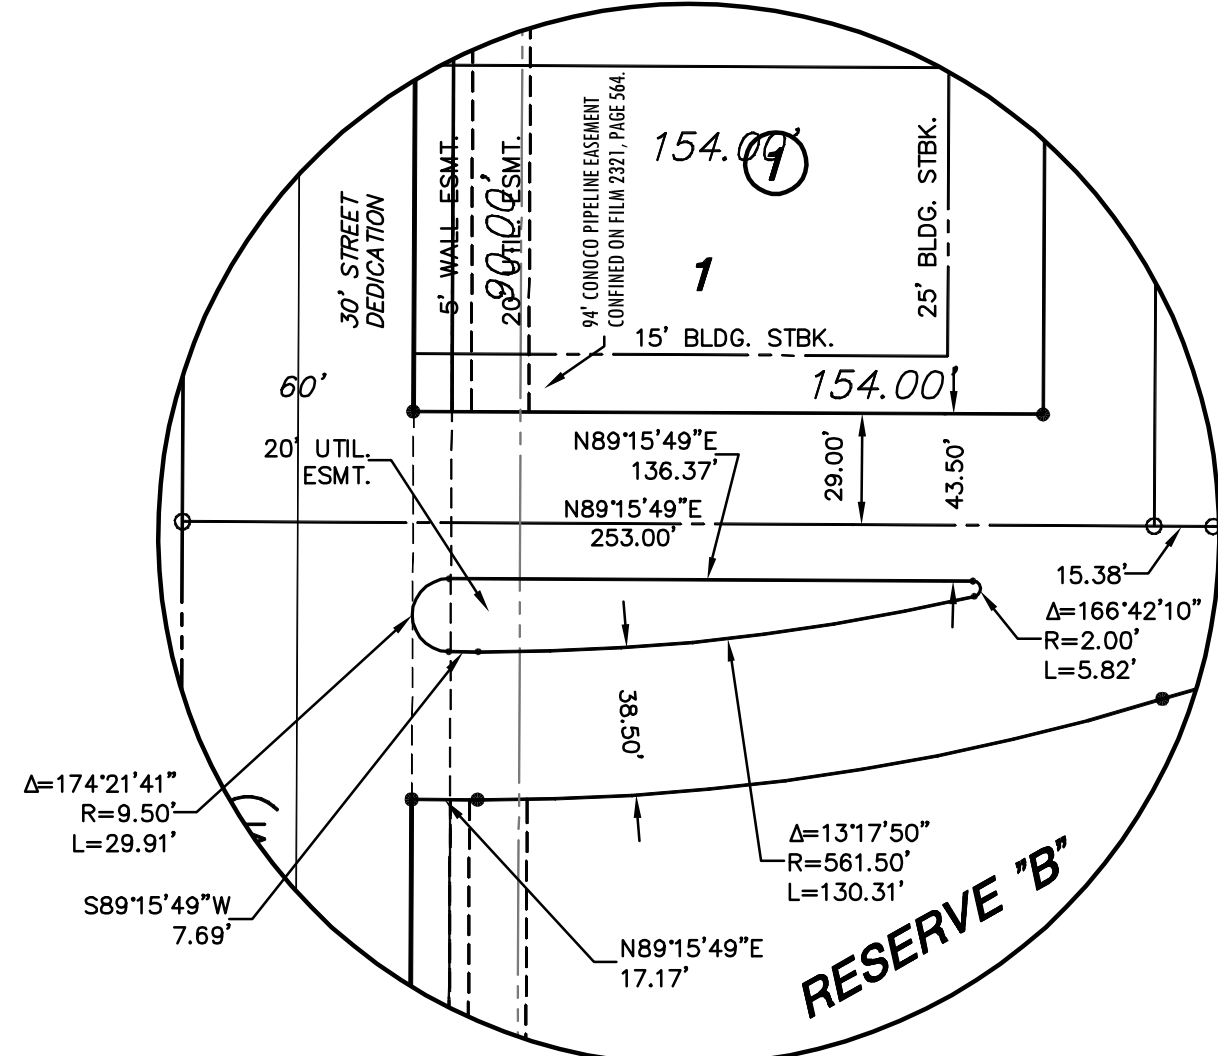 154.00'
1
30' STREET
DEDICATION
5' WALL ESMT.
90.00'
20' UTIL. ESMT.
94' CONOCO PIPELINE EASEMENT
CONFINED ON FILM 2321, PAGE 564.
1
25' BLDG. STBK.
15' BLDG. STBK.
60'
154.00'
20' UTIL.
ESMT.
N89°15'49"E
136.37'
29.00'
43.50'
N89°15'49"E
253.00'
15.38'
Δ=166°42'10"
R=2.00'
L=5.82'
38.50'
Δ=174°21'41"
R=9.50'
L=29.91'
Δ=13°17'50"
R=561.50'
L=130.31'
S89°15'49"W
7.69'
N89°15'49"E
17.17'
RESERVE "B"